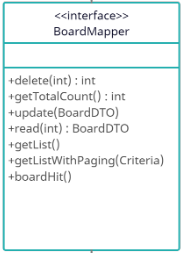 <<interface>>
BoardMapper
+delete(int) : int
+getTotalCount() : int
+update(BoardDTO)
+read(int) : BoardDTO
+getList()
+getListWithPaging(Criteria)
+boardHit()